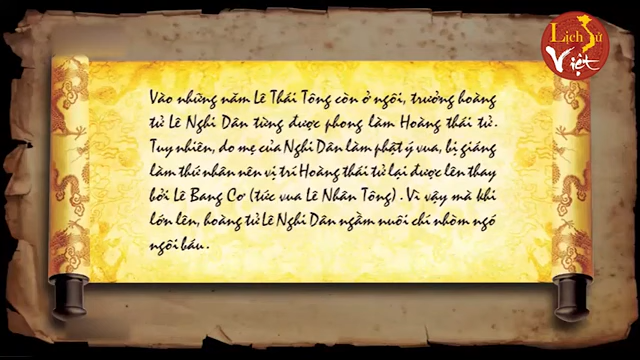 Lịch Sử
Việt
Vào những năm Lê Thái Tông còn ở ngôi, trưởng hoàng
tử Lê Nghi Dân từng được phong làm Hoàng thái tử.
Tuy nhiên, do mẹ của Nghi Dân làm phật ý vua, bị giáng
làm thứ nhân nên vị trí Hoàng thái tử lại được lên thay
bởi Lê Bang Cơ (tức vua Lê Nhân Tông). Vì vậy mà khi
lớn lên, hoàng tử Lê Nghi Dân ngầm nuôi chí nhòm ngó
ngôi báu.